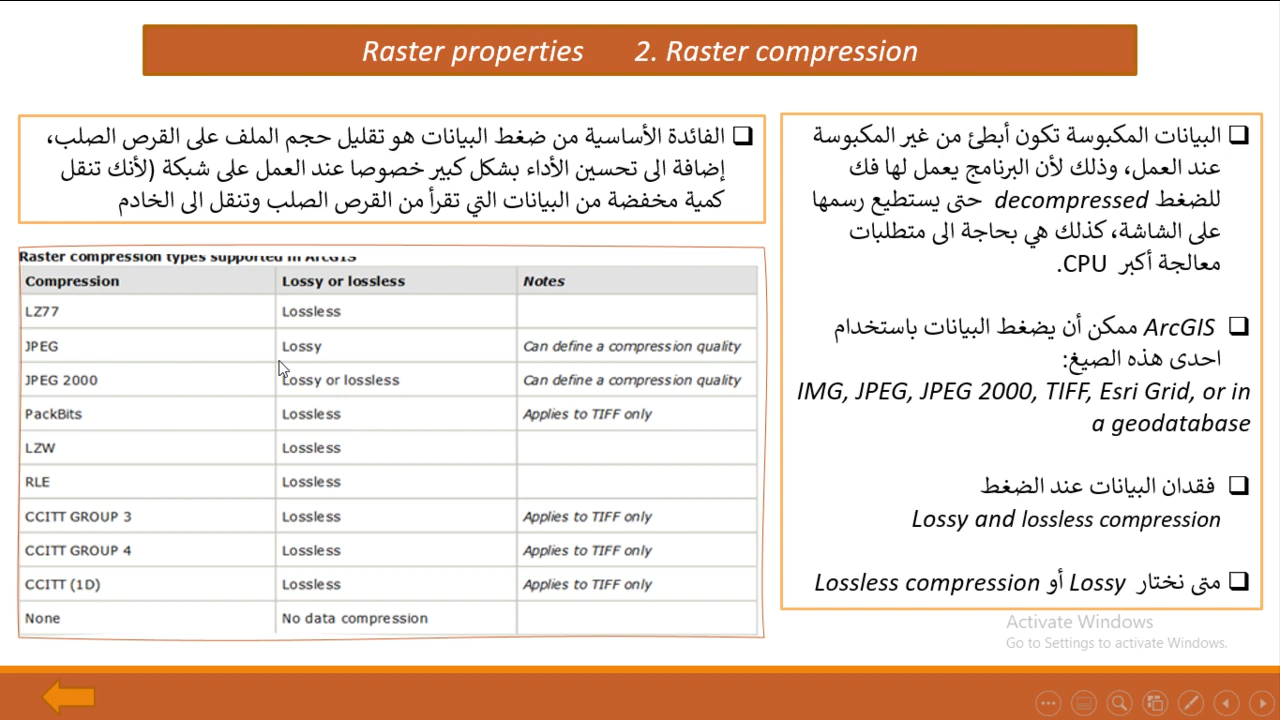 Raster properties 2. Raster compression
❑ البيانات المكبوسة تكون أبطئ من غير المكبوسة
عند العمل، وذلك لأن البرنامج يعمل لها فك
للضغط decompressed حتى يستطيع رسمها
على الشاشة، كذلك هي بحاجة الى متطلبات
معالجة أكبر CPU.
❑ ArcGIS ممكن أن يضغط البيانات باستخدام
احدى هذه الصيغ:
IMG, JPEG, JPEG 2000, TIFF, Esri Grid, or in
a geodatabase
❑ فقدان البيانات عند الضغط
Lossy and lossless compression
❑ متى نختار Lossy أو Lossless compression
❑ الفائدة الأساسية من ضغط البيانات هو تقليل حجم الملف على القرص الصلب،
إضافة الى تحسين الأداء بشكل كبير خصوصا عند العمل على شبكة (لأنك تنقل
كمية مخفضة من البيانات التي تقرأ من القرص الصلب وتنقل الى الخادم
Raster compression types supported in ArcGIS
Compression Lossy or lossless Notes
LZ77 Lossless
JPEG Lossy Can define a compression quality
JPEG 2000 Lossy or lossless Can define a compression quality
PackBits Lossless Applies to TIFF only
LZW Lossless
RLE Lossless
CCITT GROUP 3 Lossless Applies to TIFF only
CCITT GROUP 4 Lossless Applies to TIFF only
CCITT (1D) Lossless Applies to TIFF only
None No data compression
Activate Windows
Go to Settings to activate Windows.